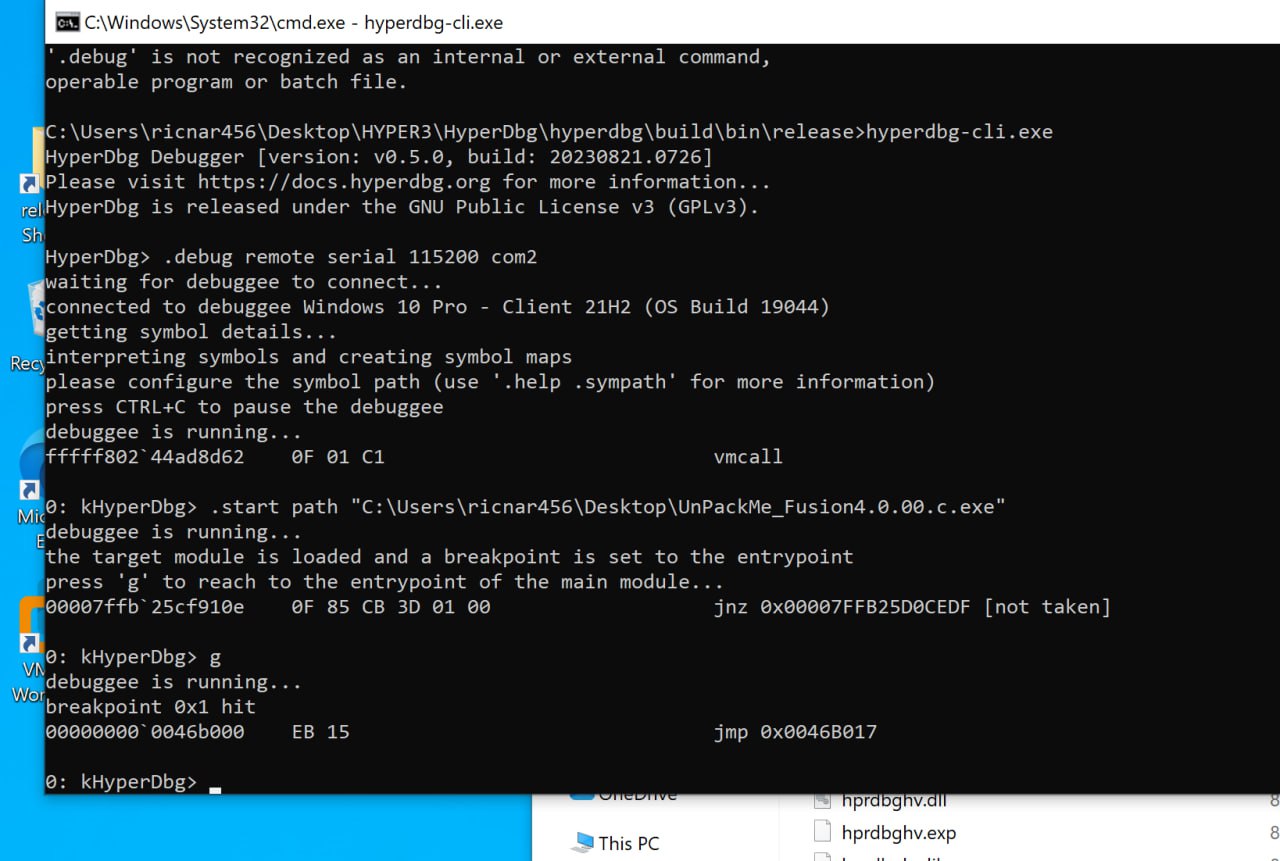 C:\Windows\System32\cmd.exe - hyperdbg-cli.exe
'.debug' is not recognized as an internal or external command,
operable program or batch file.
C:\Users\ricnar456\Desktop\HYPER3\HyperDbg\hyperdbg\build\bin\release>hyperdbg-cli.exe
HyperDbg Debugger [version: v0.5.0, build: 20230821.0726]
Please visit https://docs.hyperdbg.org for more information...
HyperDbg is released under the GNU Public License v3 (GPLv3).
HyperDbg> .debug remote serial 115200 com2
waiting for debuggee to connect...
connected to debuggee Windows 10 Pro - Client 21H2 (OS Build 19044)
getting symbol details...
interpreting symbols and creating symbol maps
please configure the symbol path (use '.help .sympath' for more information)
press CTRL+C to pause the debuggee
debuggee is running...
fffff802`44ad8d62    0F 01 C1                            vmcall
0: kHyperDbg> .start path "C:\Users\ricnar456\Desktop\UnPackMe_Fusion4.0.00.c.exe"
debuggee is running...
the target module is loaded and a breakpoint is set to the entrypoint
press 'g' to reach to the entrypoint of the main module...
00007ffb`25cf910e    0F 85 CB 3D 01 00                   jnz 0x00007FFB25D0CEDF [not taken]
0: kHyperDbg> g
debuggee is running...
breakpoint 0x1 hit
00000000`0046b000    EB 15                               jmp 0x0046B017
0: kHyperDbg>
rel
Sh
Recy
Mic
E
VM
Wor
OneDrive
This PC
hprdbghv.dll
8
hprdbghv.exp
8